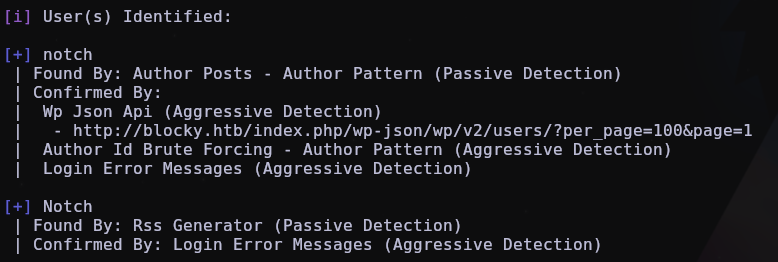 [i] User(s) Identified:
[+] notch
| Found By: Author Posts - Author Pattern (Passive Detection)
| Confirmed By:
|  Wp Json Api (Aggressive Detection)
|   - http://blocky.htb/index.php/wp-json/wp/v2/users/?per_page=100&page=1
|  Author Id Brute Forcing - Author Pattern (Aggressive Detection)
|  Login Error Messages (Aggressive Detection)
[+] Notch
| Found By: Rss Generator (Passive Detection)
| Confirmed By: Login Error Messages (Aggressive Detection)